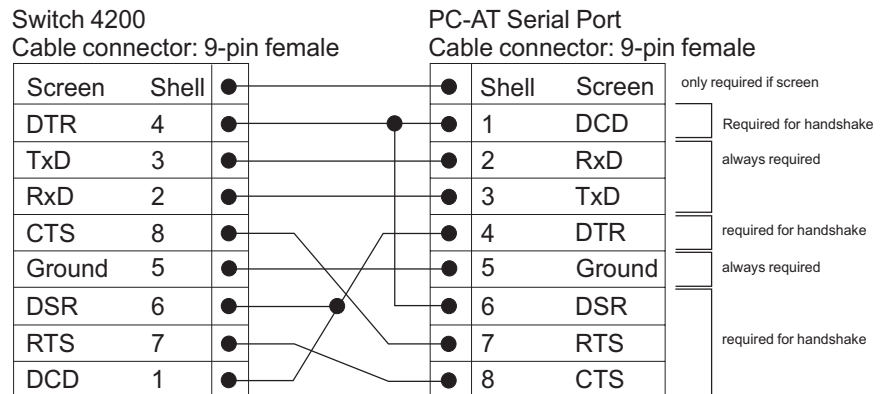 Switch 4200 PC-AT Serial Port
Cable connector: 9-pin female Cable connector: 9-pin female
Screen Shell Shell Screen only required if screen
DTR 4 1 DCD Required for handshake
TxD 3 2 RxD always required
RxD 2 3 TxD
CTS 8 4 DTR required for handshake
Ground 5 5 Ground always required
DSR 6 6 DSR
RTS 7 7 RTS required for handshake
DCD 1 8 CTS